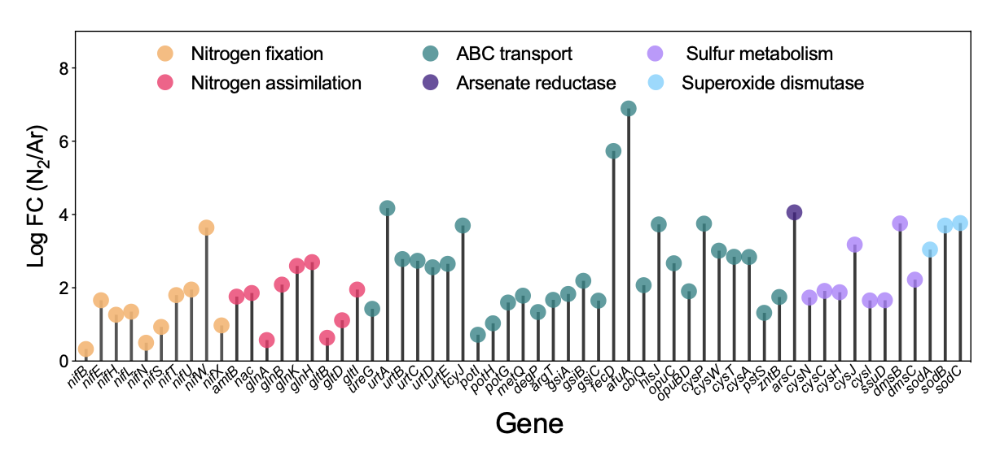 Nitrogen fixation
Nitrogen assimilation
ABC transport
Arsenate reductase
Sulfur metabolism
Superoxide dismutase
Log FC (N2/Ar)
8
6
4
2
0
nifB nifE nifH nifL nifN nifS nifT nifU nifW nifX amtB nac glnA glnB glnK glnH gltB gltD gltI ureG urtA urtB urtC urtD urtE tcyJ potI potH potG metQ degP argT gsiA gsiB gsiC fecD afuA cbiQ hisJ opuC opuBD cysP cysW cysT cysA pstS zntB arsC cysN cysC cysH cysJ cysI ssuD dmsB dmsC sodA sodB sodC
Gene